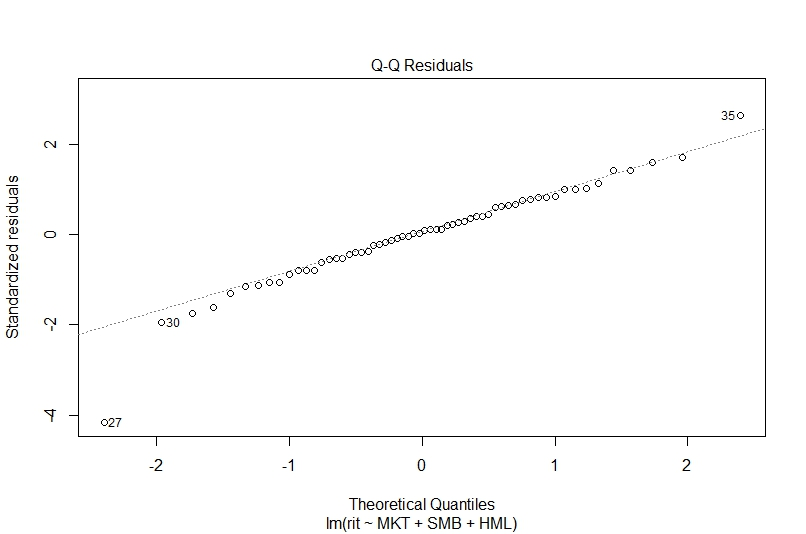 Q-Q Residuals
Standardized residuals
2
0
-2
-4
35
30
27
-2 -1 0 1 2
Theoretical Quantiles
lm(rit ~ MKT + SMB + HML)